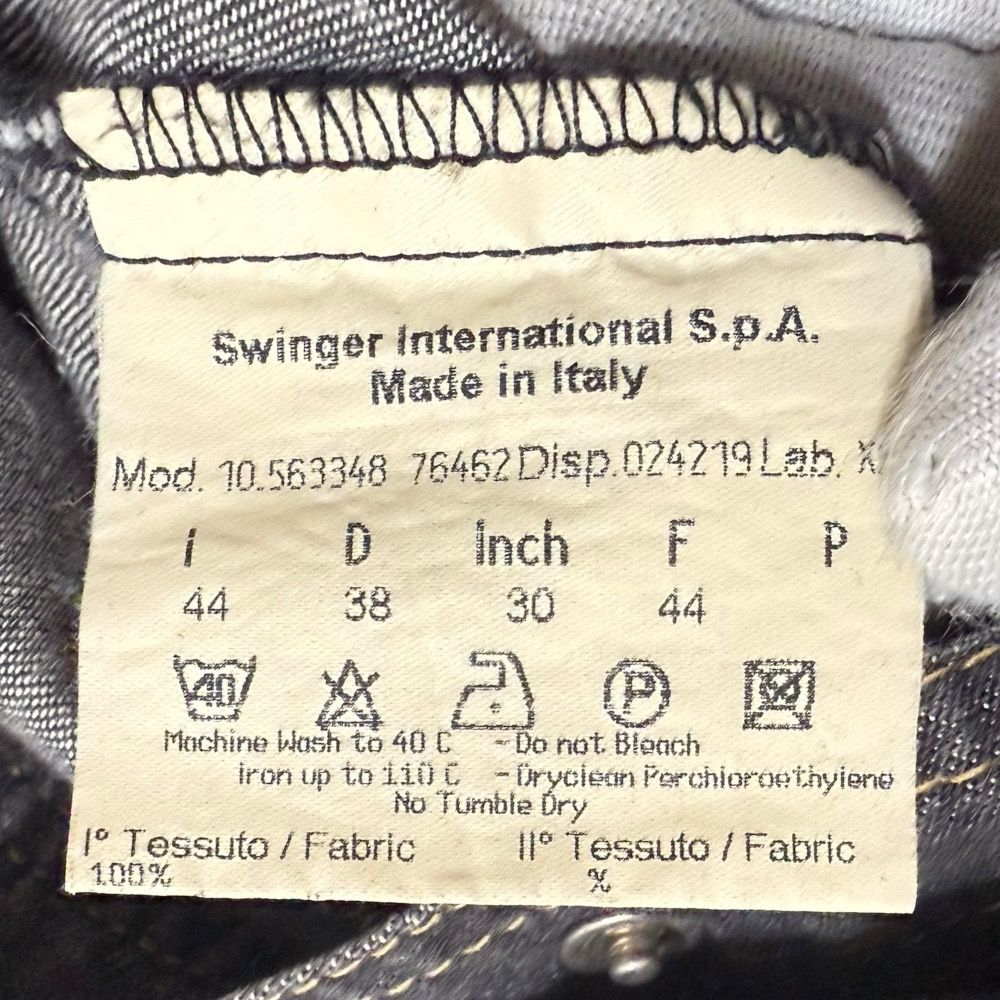 Swinger International S.p.A.
Made in Italy
Mod. 10.563348 76462 Disp.024219 Lab. X
I D Inch F P
44 38 30 44
40 P
Machine Wash to 40 C - Do not Bleach
Iron up to 110 C - Dryclean Perchloroethylene
No Tumble Dry
I° Tessuto / Fabric II° Tessuto / Fabric
100% %